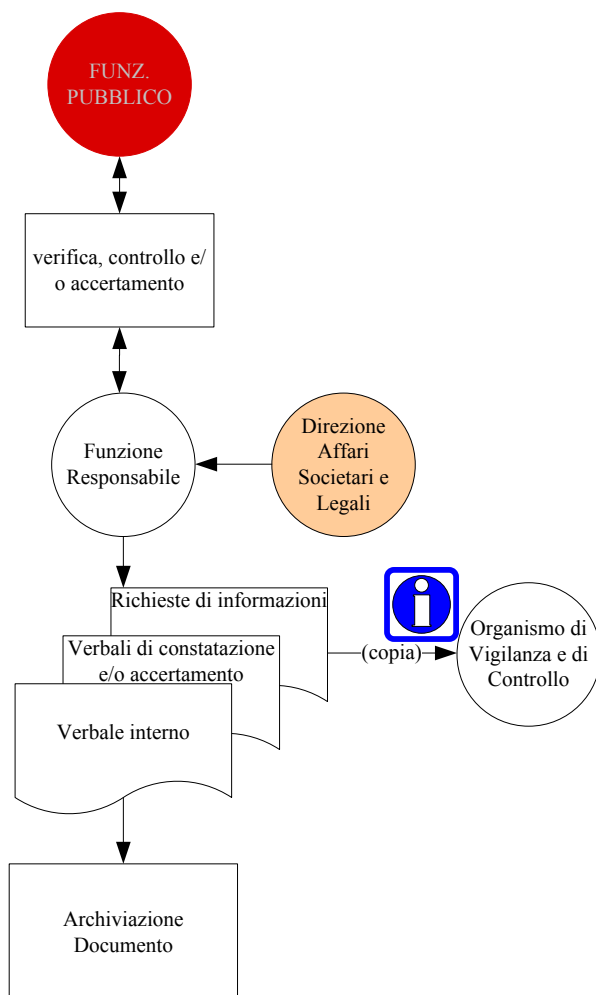 FUNZ.
PUBBLICO
verifica, controllo e/
o accertamento
Funzione
Responsabile
Direzione
Affari
Societari e
Legali
Richieste di informazioni
Verbali di constatazione
e/o accertamento
Verbale interno
(copia)
Organismo di
Vigilanza e di
Controllo
Archiviazione
Documento